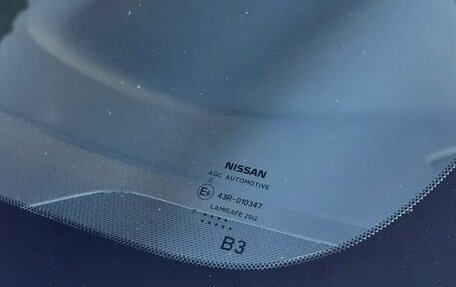 NISSAN
AGC AUTOMOTIVE
//
E6 43R-010347
LAMISAFE 20G
B3